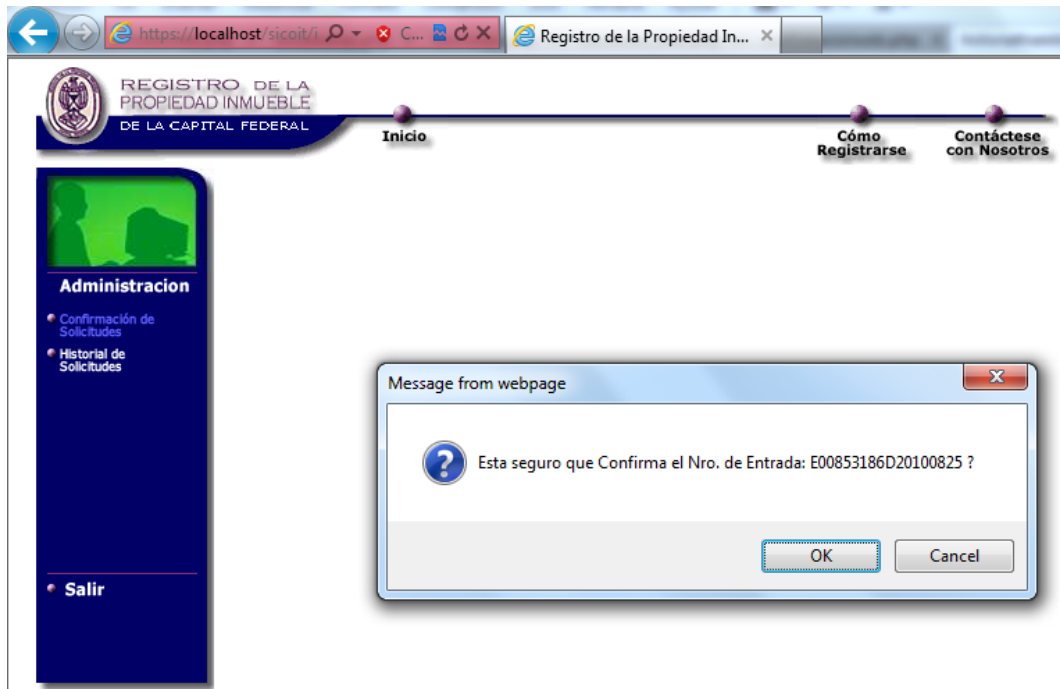 https://localhost/sicoit/i
C...
Registro de la Propiedad In...
REGISTRO DE LA
PROPIEDAD INMUEBLE
DE LA CAPITAL FEDERAL
Inicio
Cómo
Registrarse
Contáctese
con Nosotros
Administracion
Confirmación de
Solicitudes
Historial de
Solicitudes
Message from webpage
Esta seguro que Confirma el Nro. de Entrada: E00853186D20100825 ?
OK
Cancel
Salir